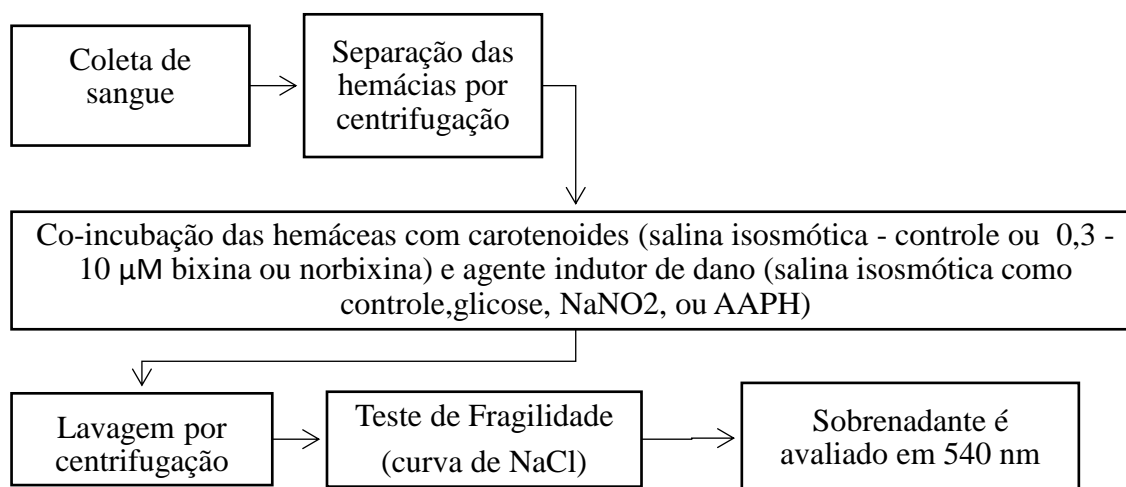 Coleta de
sangue
Separação das
hemácias por
centrifugação
Co-incubação das hemáceas com carotenoides (salina isosmótica - controle ou 0,3 -
10 μM bixina ou norbixina) e agente indutor de dano (salina isosmótica como
controle,glicose, NaNO2, ou AAPH)
Lavagem por
centrifugação
Teste de Fragilidade
(curva de NaCl)
Sobrenadante é
avaliado em 540 nm